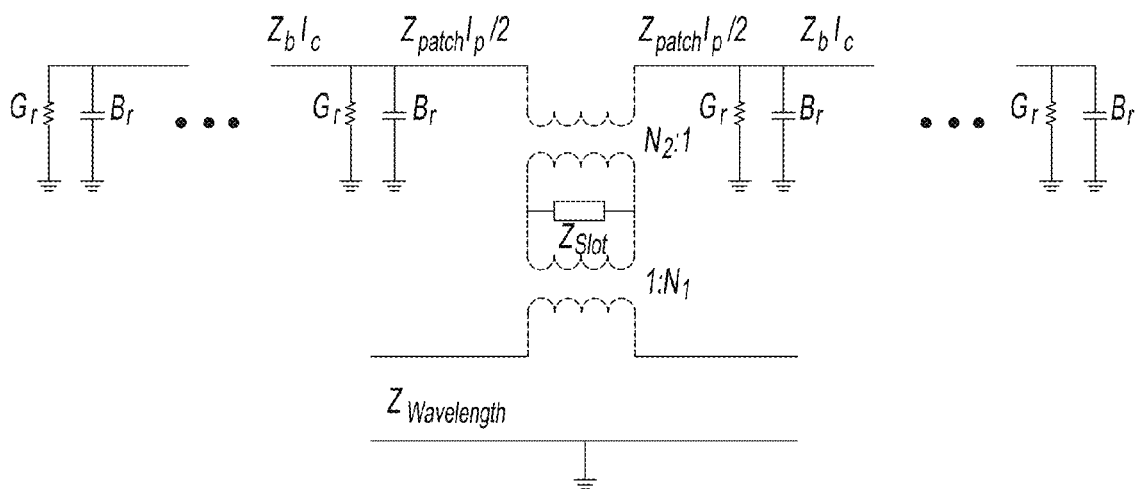 Z_b l_c Z_patch l_p/2 Z_patch l_p/2 Z_b l_c
G_r B_r G_r B_r G_r B_r G_r B_r
N_2:1
Z_Slot
1:N_1
Z_Wavelength